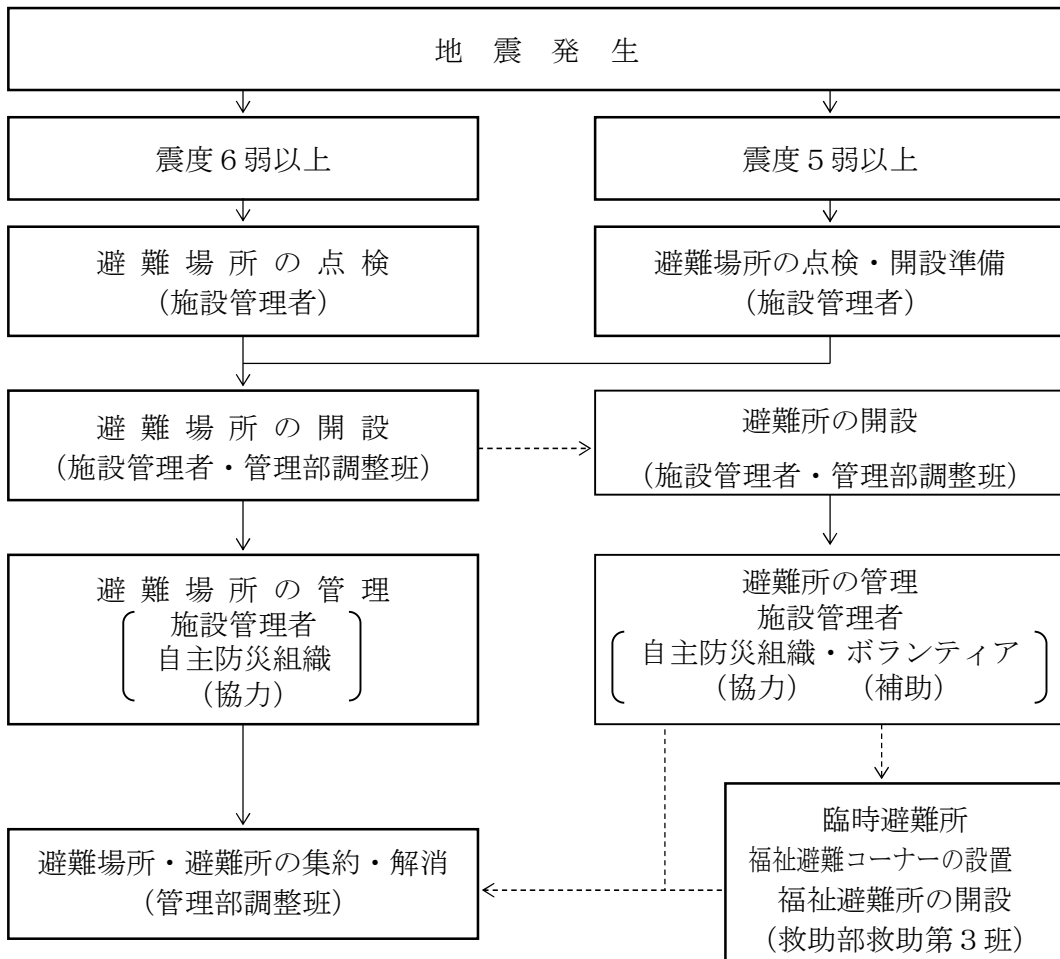 地　震　発　生
震度６弱以上
震度５弱以上
避　難　場　所　の　点　検
（施設管理者）
避難場所の点検・開設準備
（施設管理者）
避　難　場　所　の　開　設
（施設管理者・管理部調整班）
避難所の開設
（施設管理者・管理部調整班）
避　難　場　所　の　管　理
施設管理者
自主防災組織
（協力）
避難所の管理
施設管理者
自主防災組織・ボランティア
（協力）　（補助）
避難場所・避難所の集約・解消
（管理部調整班）
臨時避難所
福祉避難コーナーの設置
福祉避難所の開設
（救助部救助第３班）